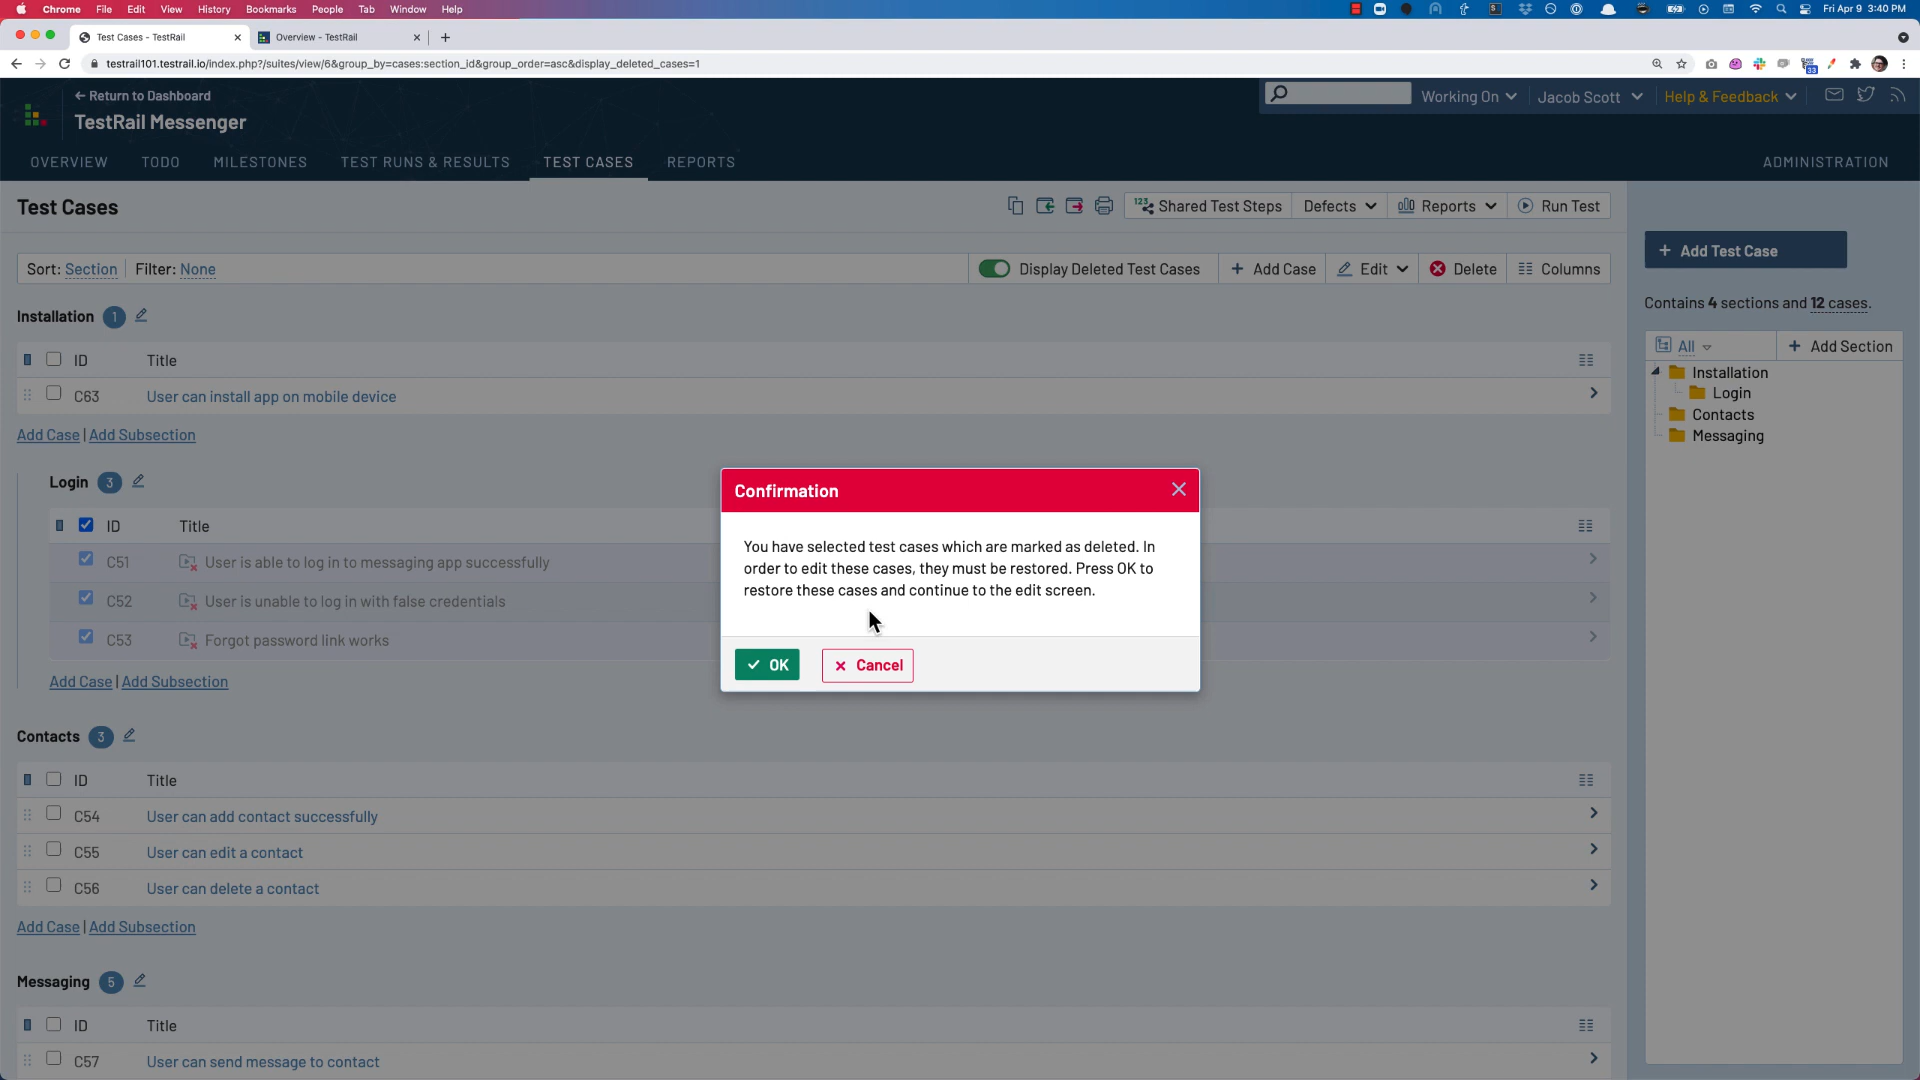 Chrome File Edit View History Bookmarks People Tab Window Help Fri Apr 9 3:40 PM
Test Cases - TestRail Overview - TestRail
testrail101.testrail.io/index.php?/suites/view/6&group_by=cases:section_id&group_order=asc&display_deleted_cases=1
33
Return to Dashboard Working On Jacob Scott Help & Feedback
TestRail Messenger
OVERVIEW TODO MILESTONES TEST RUNS & RESULTS TEST CASES REPORTS ADMINISTRATION
Test Cases 123 Shared Test Steps Defects Reports Run Test
+ Add Test Case
Sort: Section Filter: None Display Deleted Test Cases + Add Case Edit Delete Columns
Contains 4 sections and 12 cases.
Installation 1
All + Add Section
ID Title
Installation
Login
C63 User can install app on mobile device
Contacts
Messaging
Add Case | Add Subsection
Login 3
ID Title
C51 User is able to log in to messaging app successfully
C52 User is unable to log in with false credentials
C53 Forgot password link works
Add Case | Add Subsection
Confirmation
You have selected test cases which are marked as deleted. In
order to edit these cases, they must be restored. Press OK to
restore these cases and continue to the edit screen.
OK Cancel
Contacts 3
ID Title
C54 User can add contact successfully
C55 User can edit a contact
C56 User can delete a contact
Add Case | Add Subsection
Messaging 5
ID Title
C57 User can send message to contact